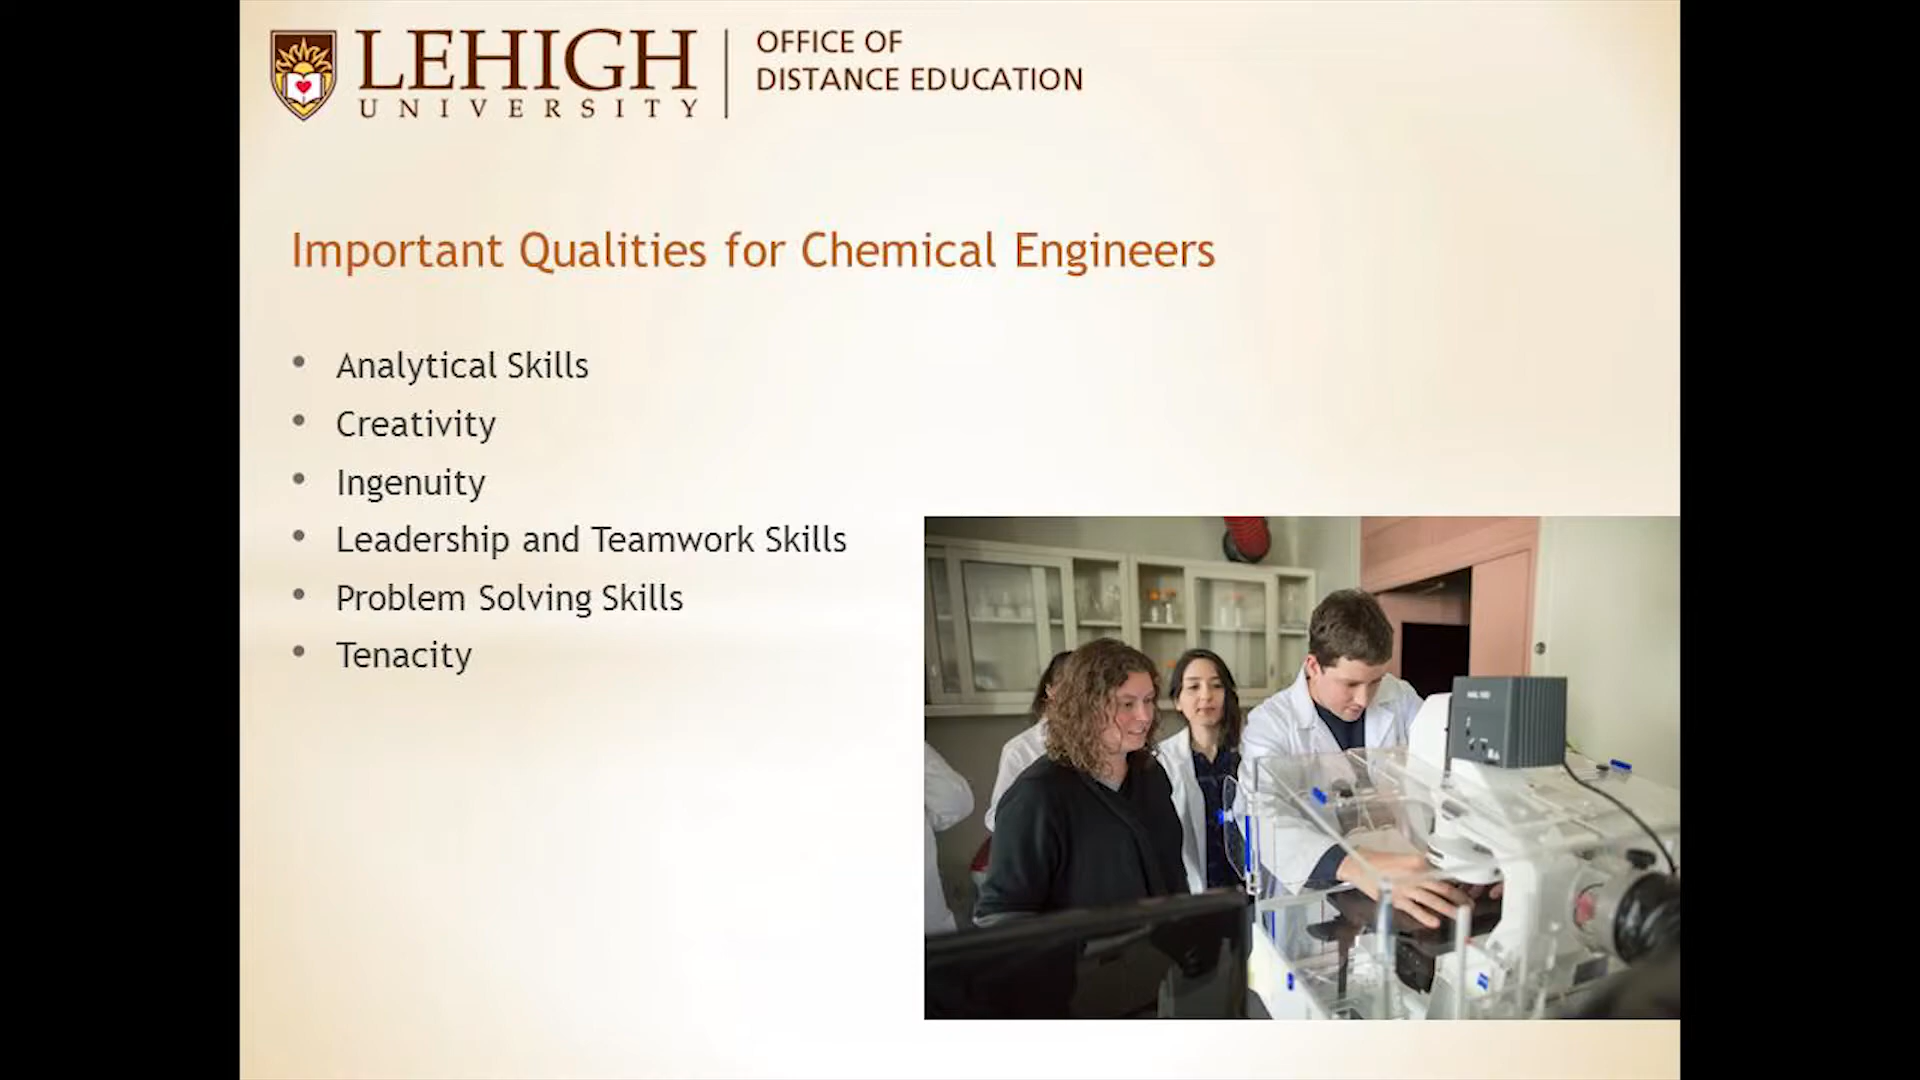 LEHIGH
UNIVERSITY
OFFICE OF
DISTANCE EDUCATION
Important Qualities for Chemical Engineers
• Analytical Skills
• Creativity
• Ingenuity
• Leadership and Teamwork Skills
• Problem Solving Skills
• Tenacity